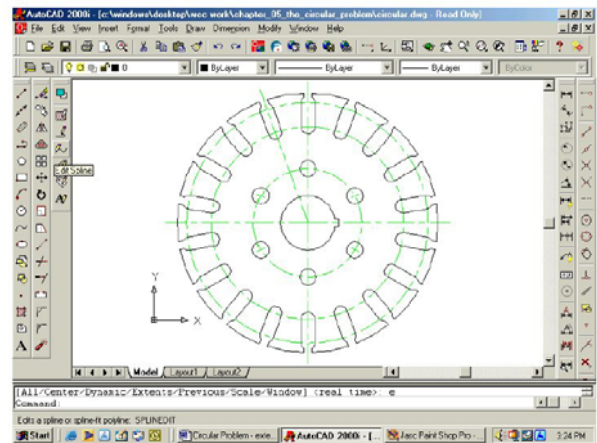 AutoCAD 2000i - [c:\windows\desktop\wcc work\chapter_05_the_circular_problem\circular.dwg - Read Only]
File Edit View Insert Format Tools Draw Dimension Modify Window Help
0 ByLayer ByLayer ByLayer ByColor
Edit Spline
Y
X
A
Model Layout1 Layout2
[All/Center/Dynamic/Extents/Previous/Scale/Window] <real time>: e
Command:
Edits a spline or spline-fit polyline: SPLINEDIT
Start Circular Problem - exe... AutoCAD 2000i - [... Jasc Paint Shop Pro - ... 3:24 PM